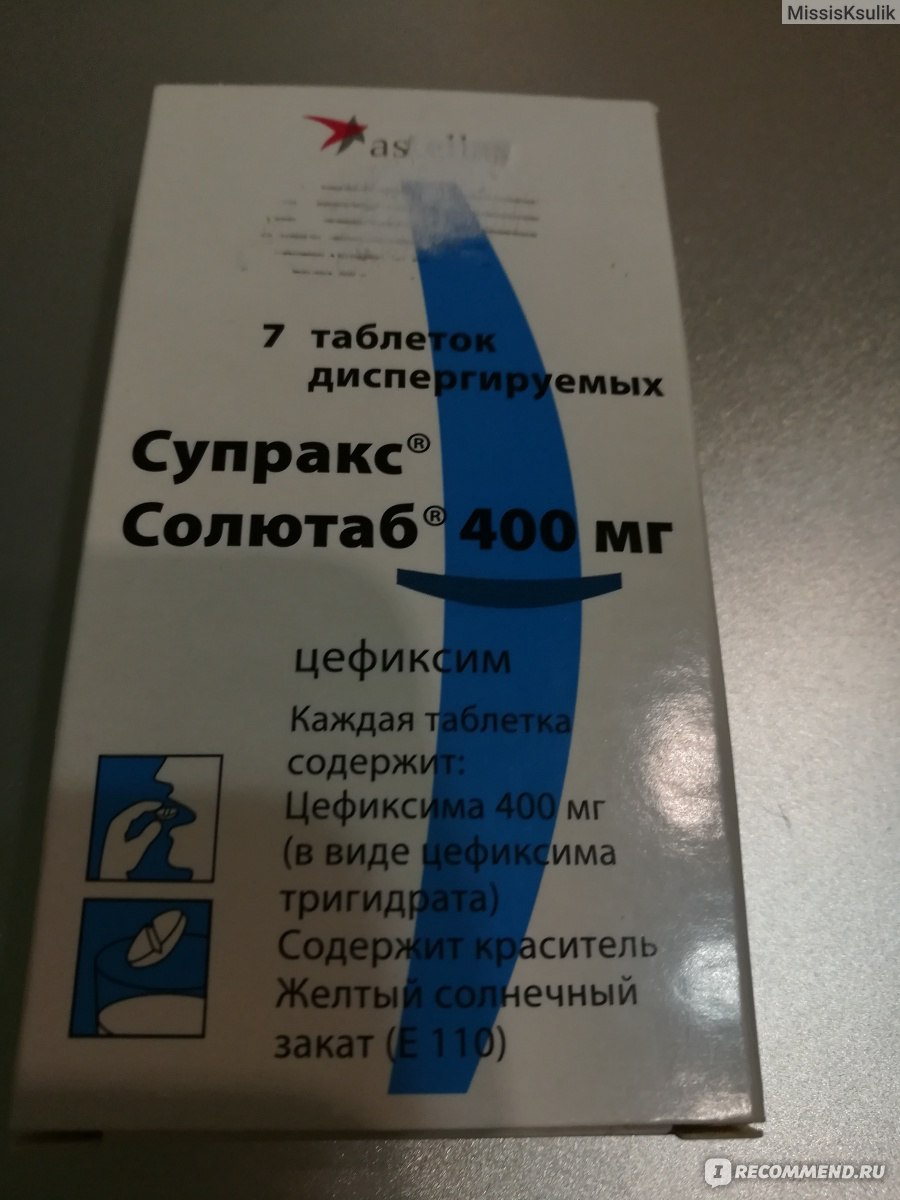 MissisKsulik
7 таблеток
диспергируемых
Супракс®
Солютаб® 400 мг
цефиксим
Каждая таблетка
содержит:
Цефиксима 400 мг
(в виде цефиксима
тригидрата)
Содержит краситель
Желтый солнечный
закат (Е 110)
IRECOMMEND.RU